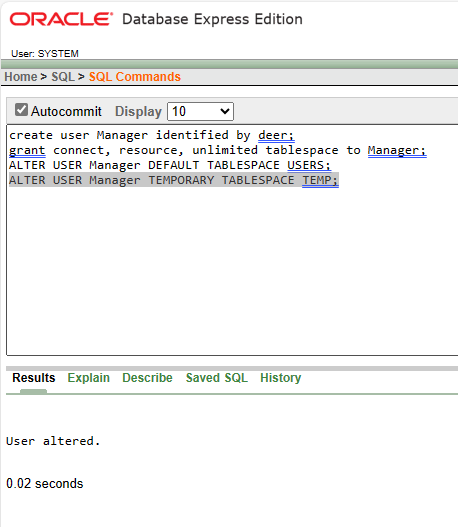 ORACLE® Database Express Edition
User: SYSTEM
Home > SQL > SQL Commands
Autocommit Display 10
create user Manager identified by deer;
grant connect, resource, unlimited tablespace to Manager;
ALTER USER Manager DEFAULT TABLESPACE USERS;
ALTER USER Manager TEMPORARY TABLESPACE TEMP;
Results Explain Describe Saved SQL History
User altered.
0.02 seconds